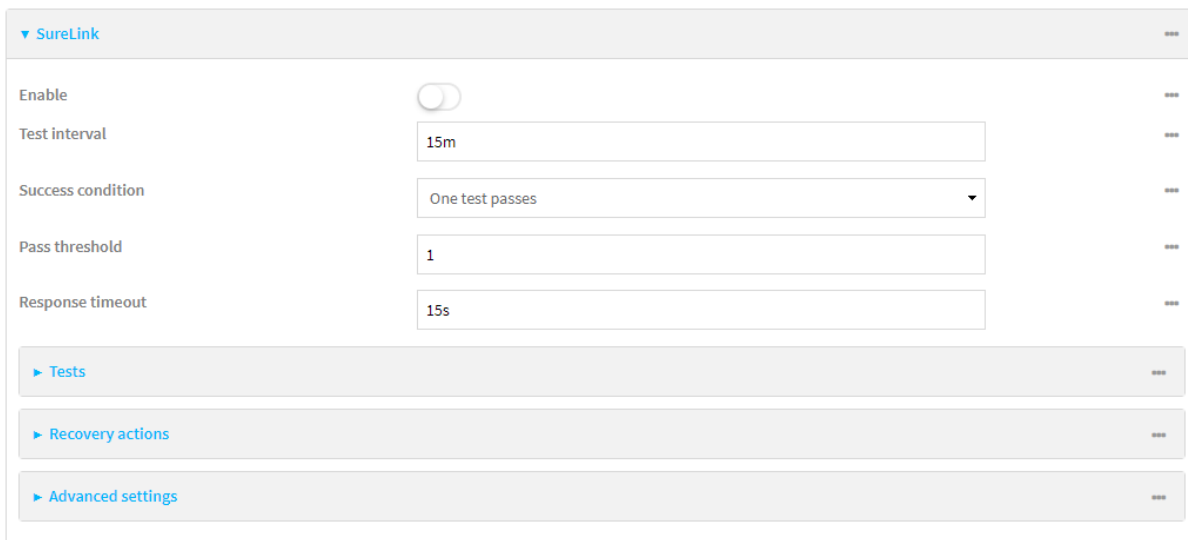 SureLink
Enable
Test interval
15m
Success condition
One test passes
Pass threshold
1
Response timeout
15s
Tests
Recovery actions
Advanced settings